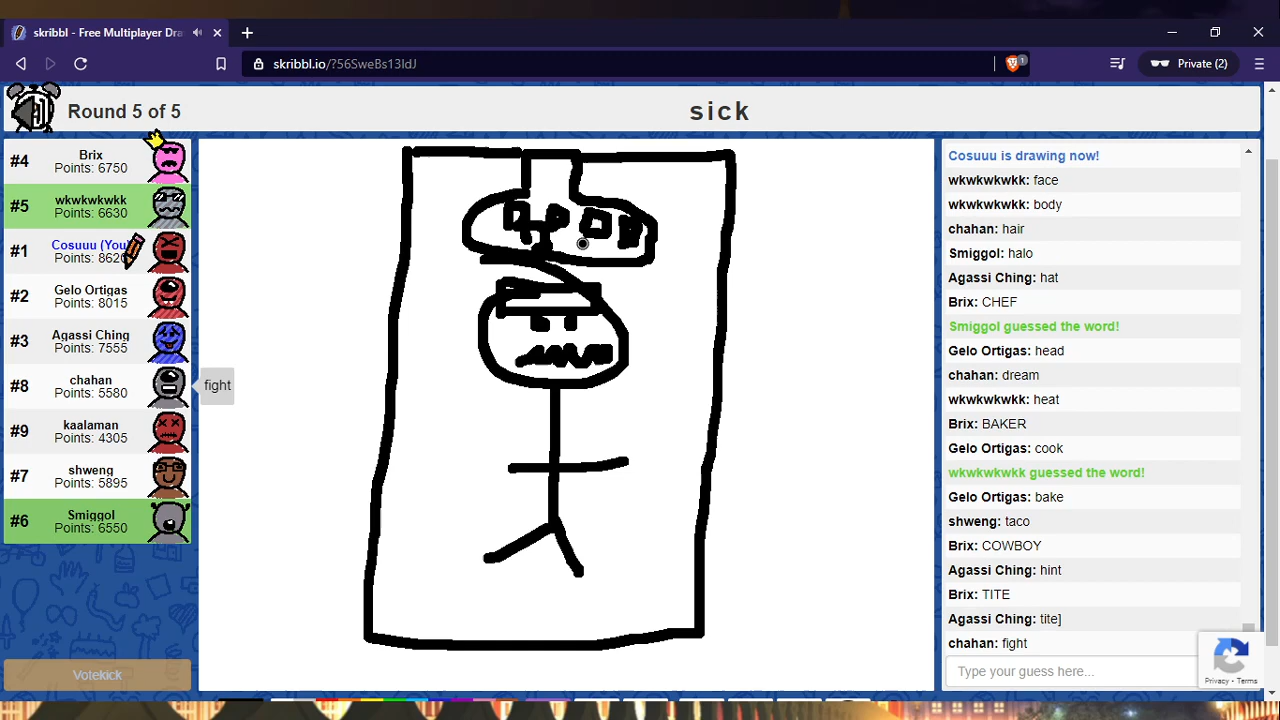 skribbl - Free Multiplayer Dra
skribbl.io/?56SweBs13IdJ
1
Private (2)
Round 5 of 5
sick
#4
Brix
Points: 6750
#5
wkwkwkwkk
Points: 6630
#1
Cosuuu (You)
Points: 8620
#2
Gelo Ortigas
Points: 8015
#3
Agassi Ching
Points: 7555
#8
chahan
Points: 5580
fight
#9
kaalaman
Points: 4305
#7
shweng
Points: 5895
#6
Smiggol
Points: 6550
Votekick
Cosuuu is drawing now!
wkwkwkwkk: face
wkwkwkwkk: body
chahan: hair
Smiggol: halo
Agassi Ching: hat
Brix: CHEF
Smiggol guessed the word!
Gelo Ortigas: head
chahan: dream
wkwkwkwkk: heat
Brix: BAKER
Gelo Ortigas: cook
wkwkwkwkk guessed the word!
Gelo Ortigas: bake
shweng: taco
Brix: COWBOY
Agassi Ching: hint
Brix: TITE
Agassi Ching: tite]
chahan: fight
Type your guess here...
Privacy - Terms